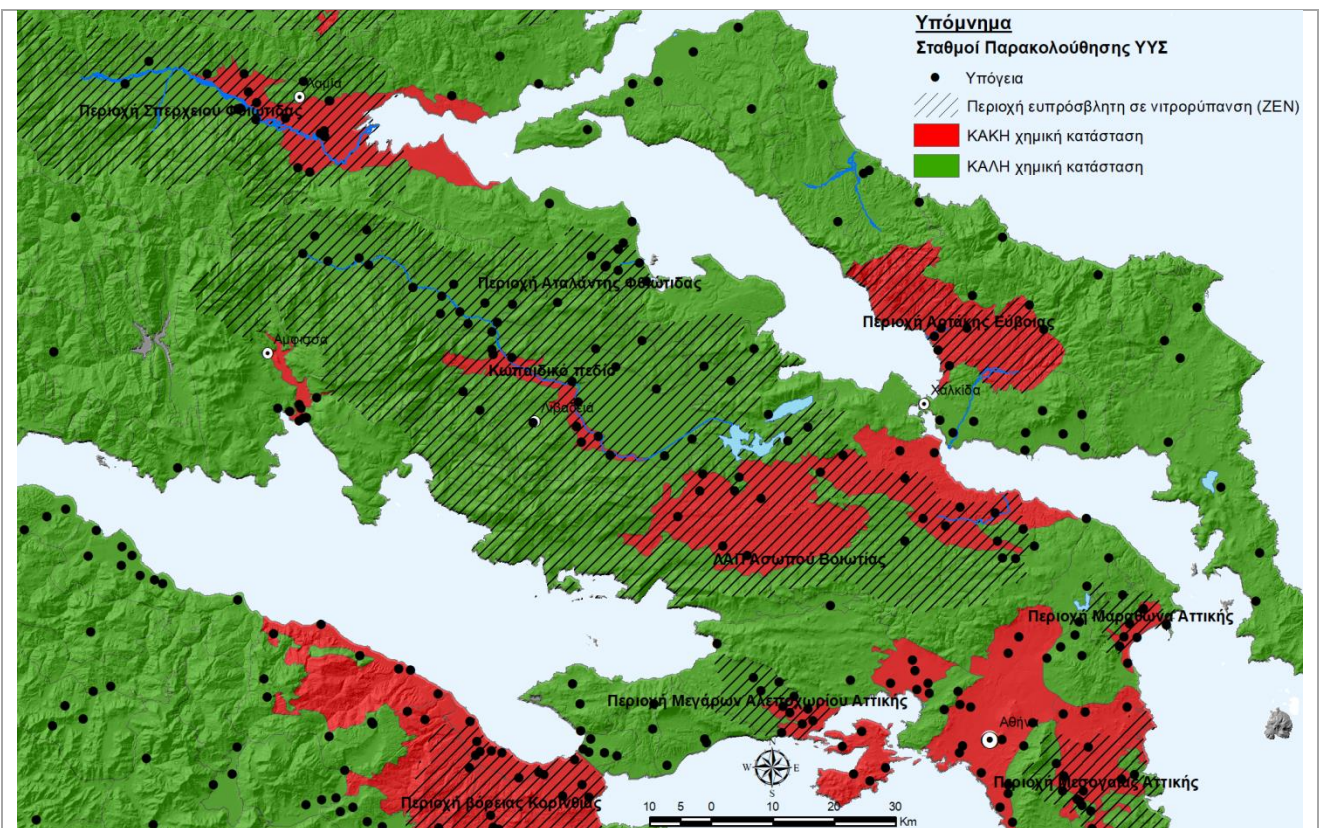 Υπόμνημα
Σταθμοί Παρακολούθησης ΥΥΣ
Υπόγεια
Περιοχή ευπρόσβλητη σε νιτρορύπανση (ΖΕΝ)
ΚΑΚΗ χημική κατάσταση
ΚΑΛΗ χημική κατάσταση
Λαμία
Περιοχή Σπερχειού Φθιώτιδας
Περιοχή Αταλάντης Φθιώτιδας
Περιοχή Αρτάκης Εύβοιας
Άμφισσα
Κωπαϊδικό πεδίο
Χαλκίδα
Λιβαδειά
ΛΑΠ Ασωπού Βοιωτίας
Περιοχή Μαραθώνα Αττικής
Περιοχή Μεγάρων Αλεποχωρίου Αττικής
Αθήν
Περιοχή Μεσογαίας Αττικής
Περιοχή βόρειας Κορινθίας
N
W E
S
10 5 0 10 20 30
Km